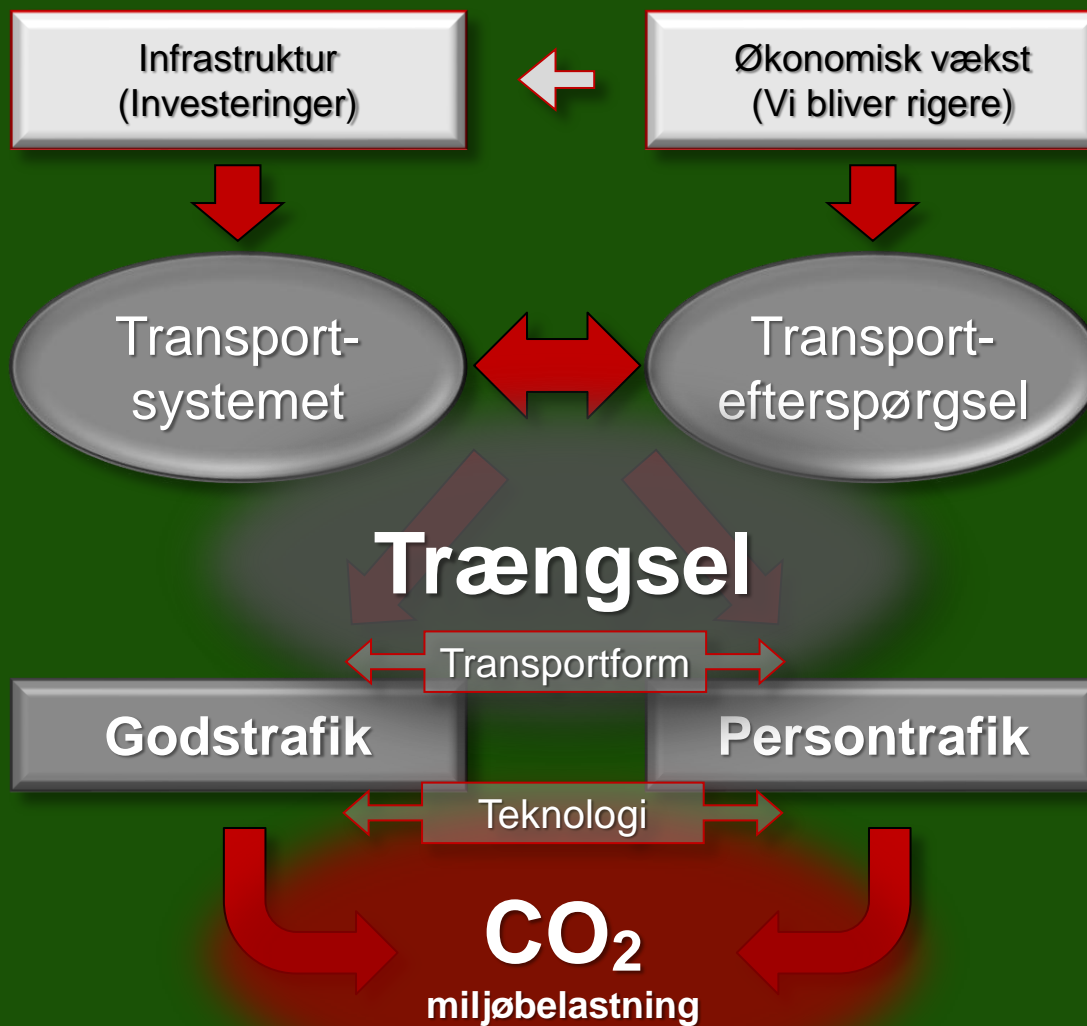 Infrastruktur
(Investeringer)
Økonomisk vækst
(Vi bliver rigere)
Transport-
systemet
Transport-
efterspørgsel
Trængsel
Transportform
Godstrafik
Persontrafik
Teknologi
CO₂
miljøbelastning